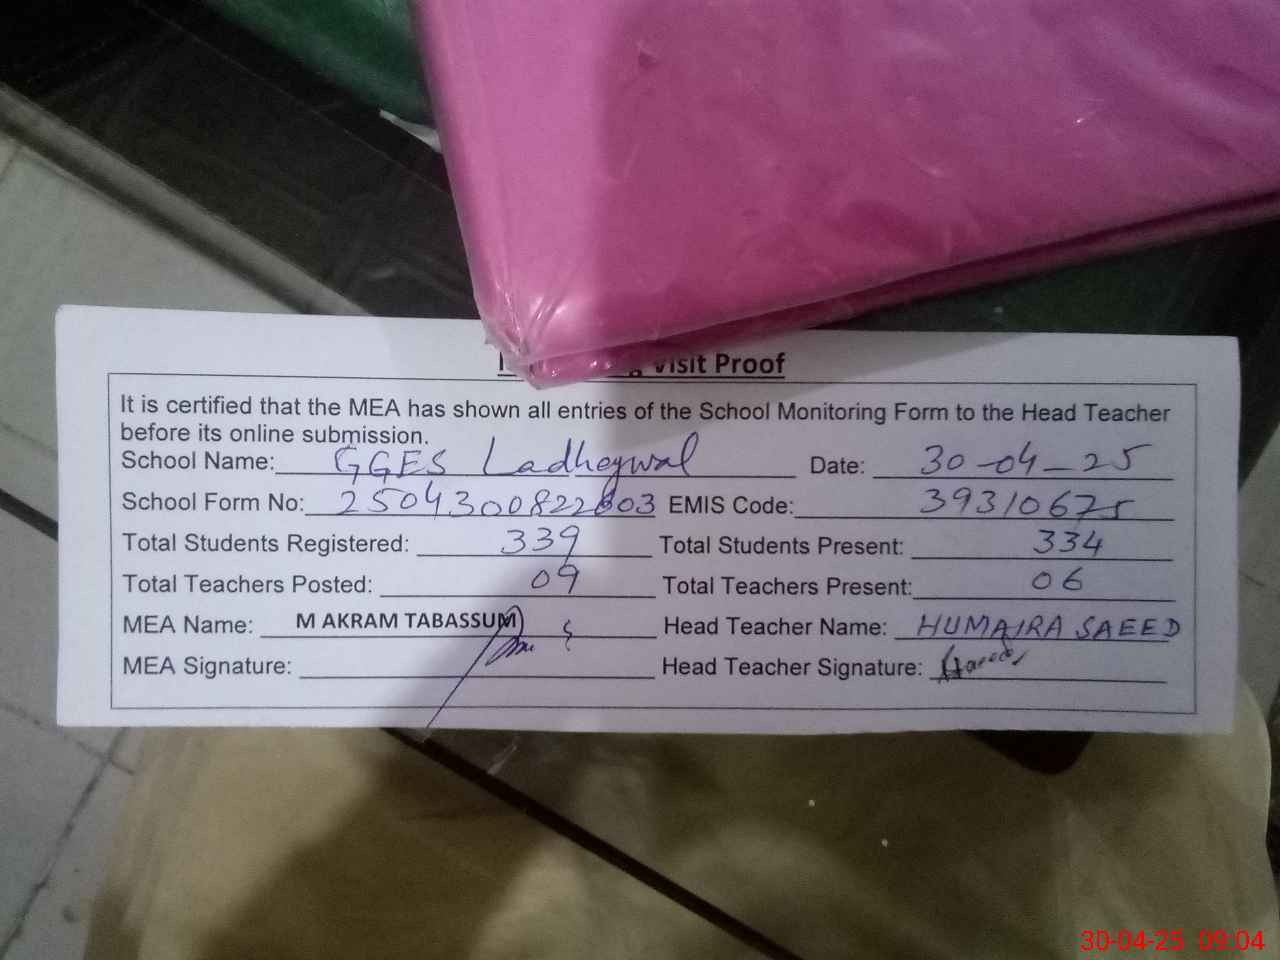 Visit Proof
It is certified that the MEA has shown all entries of the School Monitoring Form to the Head Teacher
before its online submission.
School Name: GGES Ladheywal Date: 30-04-25
School Form No: 2504300822603 EMIS Code: 39310675
Total Students Registered: 339 Total Students Present: 334
Total Teachers Posted: 09 Total Teachers Present: 06
MEA Name: M AKRAM TABASSUM Head Teacher Name: HUMAIRA SAEED
MEA Signature: Head Teacher Signature:
30-04-25 09:04